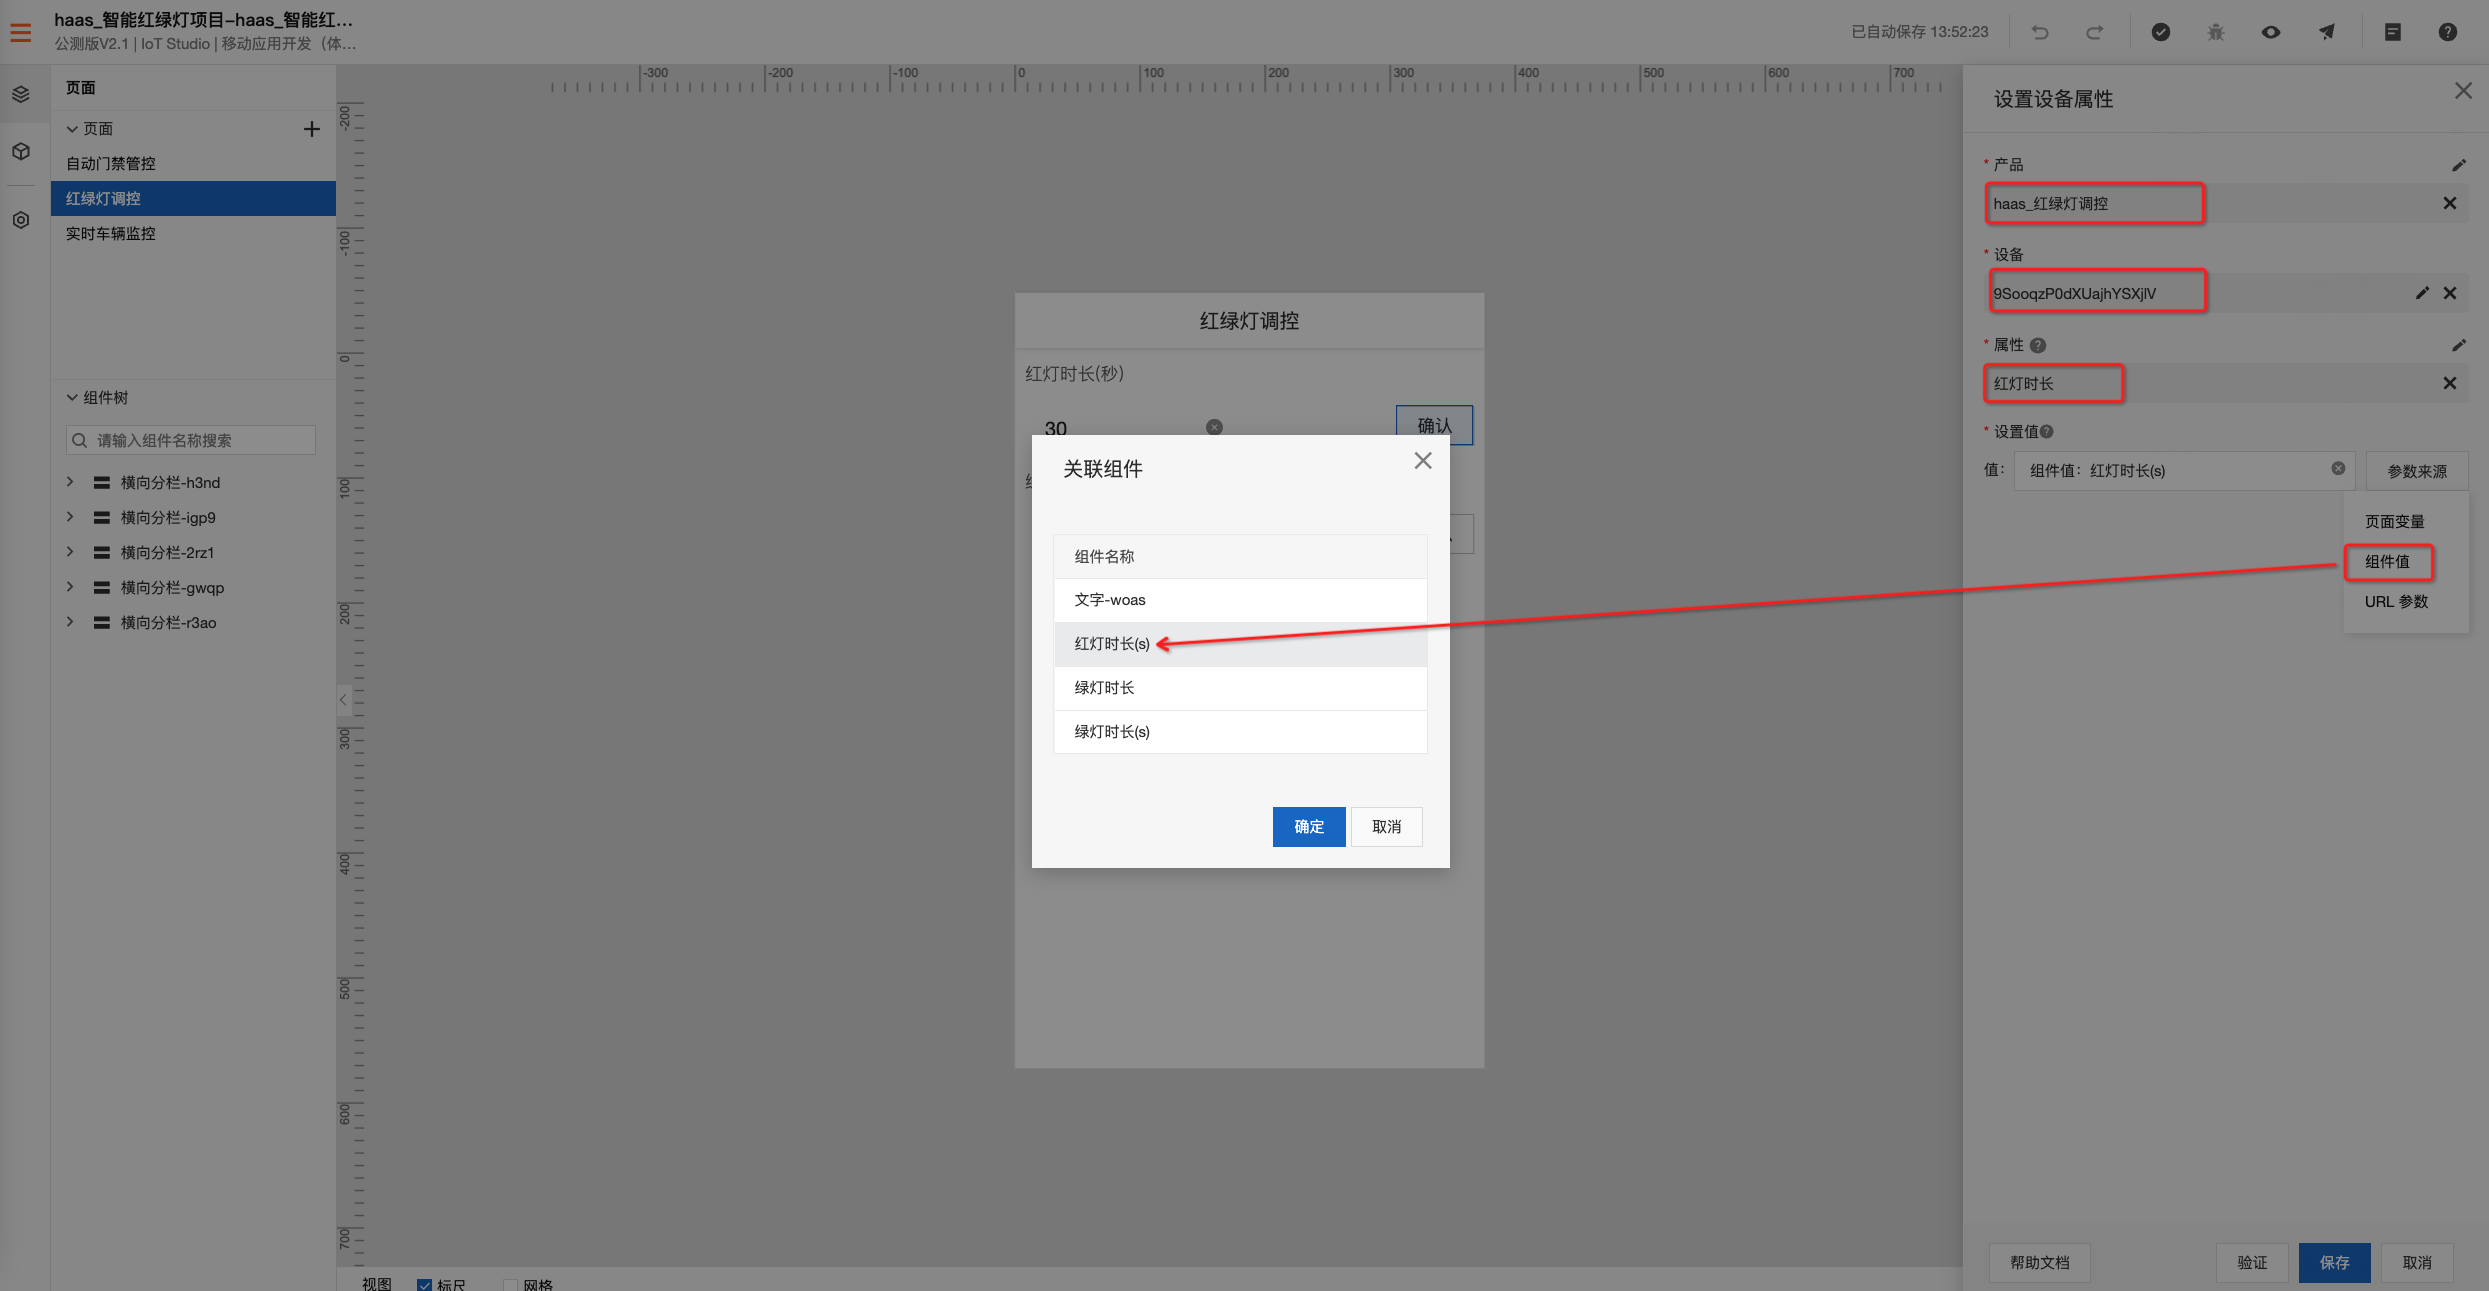 haas_智能红绿灯项目-haas_智能红…
公测版V2.1 | IoT Studio | 移动应用开发（体…
已自动保存 13:52:23
页面
页面
自动门禁管控
红绿灯调控
实时车辆监控
组件树
请输入组件名称搜索
横向分栏-h3nd
横向分栏-igp9
横向分栏-2rz1
横向分栏-gwqp
横向分栏-r3ao
-300 -200 -100 0 100 200 300 400 500 600 700
-200
-100
0
100
200
300
400
500
600
700
红绿灯调控
红灯时长(秒)
30
确认
关联组件
组件名称
文字-woas
红灯时长(s)
绿灯时长
绿灯时长(s)
确定 取消
视图 标尺 网格
设置设备属性
* 产品
haas_红绿灯调控
* 设备
9SooqzP0dXUajhYSXjlV
* 属性
红灯时长
* 设置值
值： 组件值：红灯时长(s) 参数来源
页面变量
组件值
URL 参数
帮助文档 验证 保存 取消